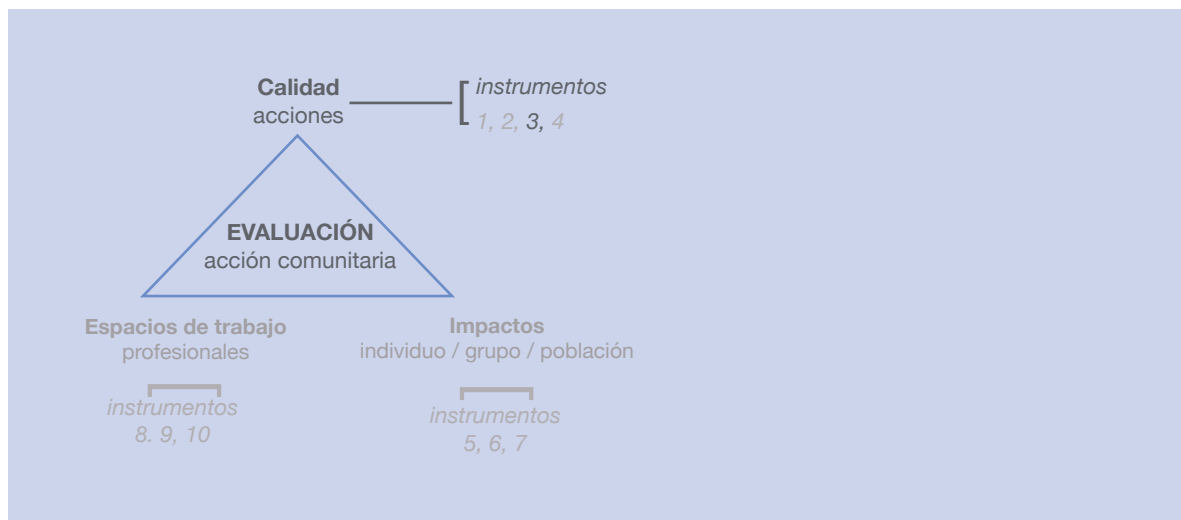 Calidad
acciones
instrumentos
1, 2, 3, 4
EVALUACIÓN
acción comunitaria
Espacios de trabajo
profesionales
instrumentos
8. 9, 10
Impactos
individuo / grupo / población
instrumentos
5, 6, 7